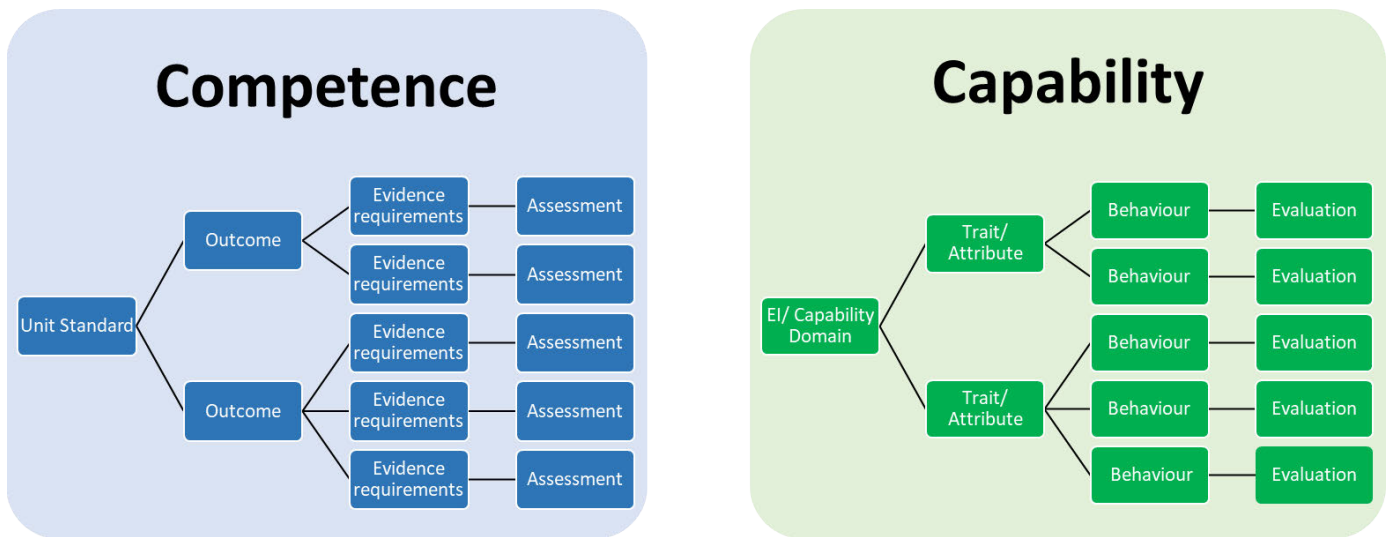 Competence
Unit Standard
Outcome
Outcome
Evidence
requirements
Evidence
requirements
Evidence
requirements
Evidence
requirements
Evidence
requirements
Assessment
Assessment
Assessment
Assessment
Assessment
Capability
EI/ Capability
Domain
Trait/
Attribute
Trait/
Attribute
Behaviour
Behaviour
Behaviour
Behaviour
Behaviour
Evaluation
Evaluation
Evaluation
Evaluation
Evaluation